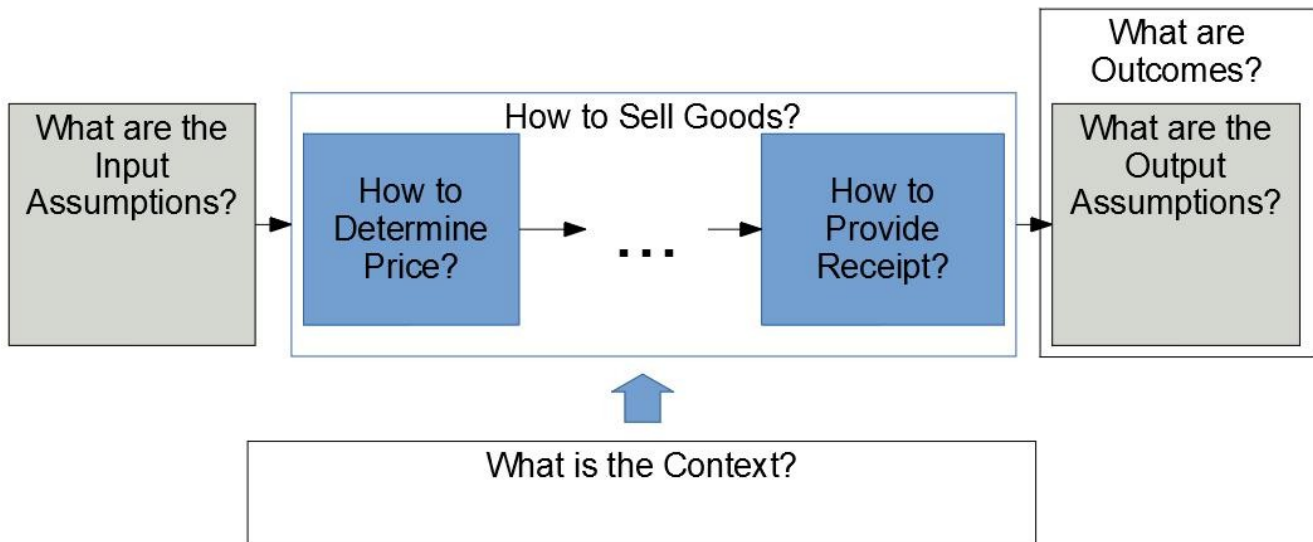 What are the
Input
Assumptions?
How to Sell Goods?
How to
Determine
Price?
...
How to
Provide
Receipt?
What are
Outcomes?
What are the
Output
Assumptions?
What is the Context?